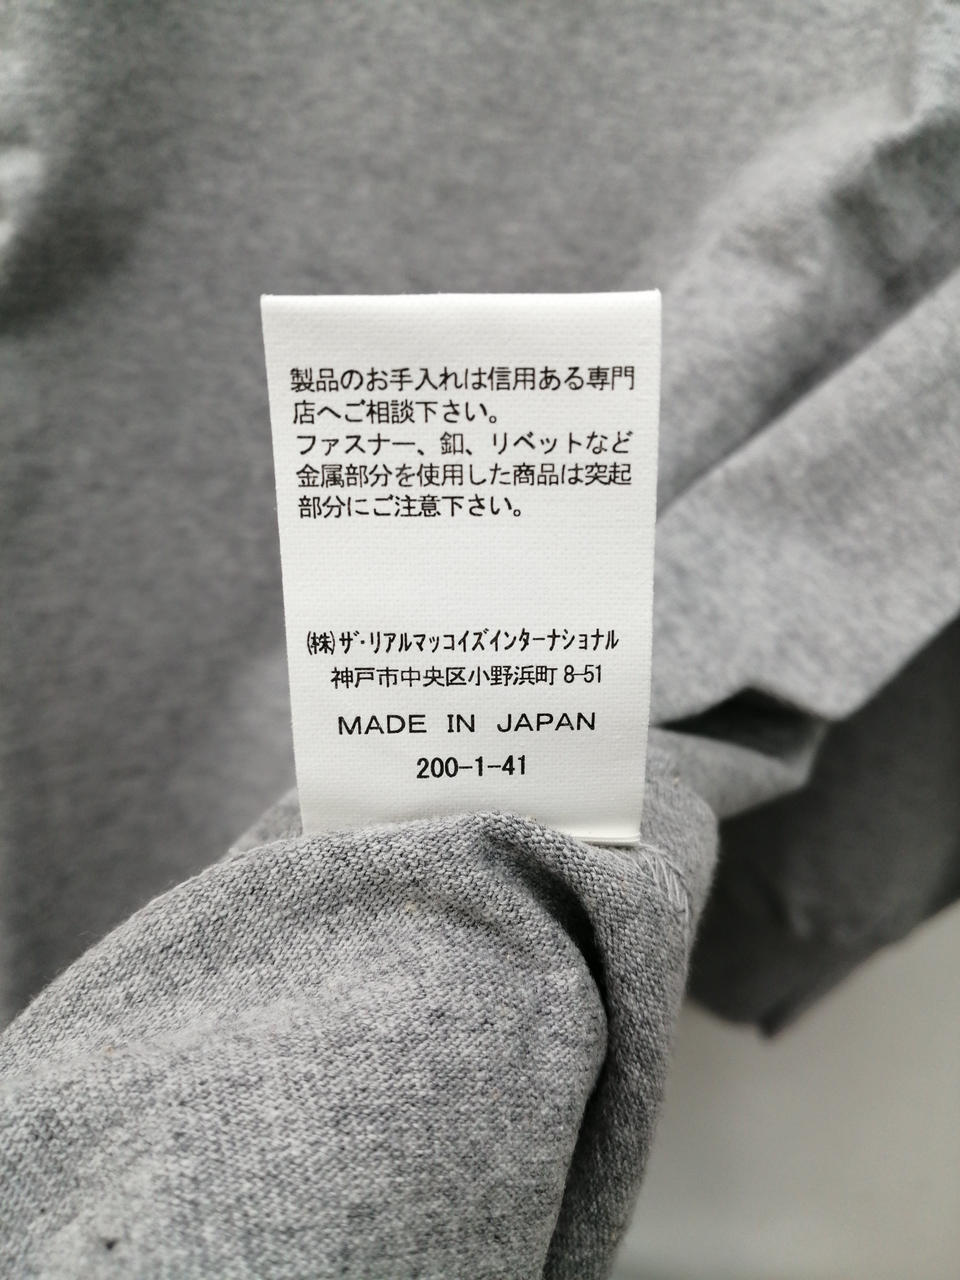 製品のお手入れは信用ある専門
店へご相談下さい。
ファスナー、釦、リベットなど
金属部分を使用した商品は突起
部分にご注意下さい。
㈱ザ・リアルマッコイズインターナショナル
神戸市中央区小野浜町8-51
MADE IN JAPAN
200-1-41